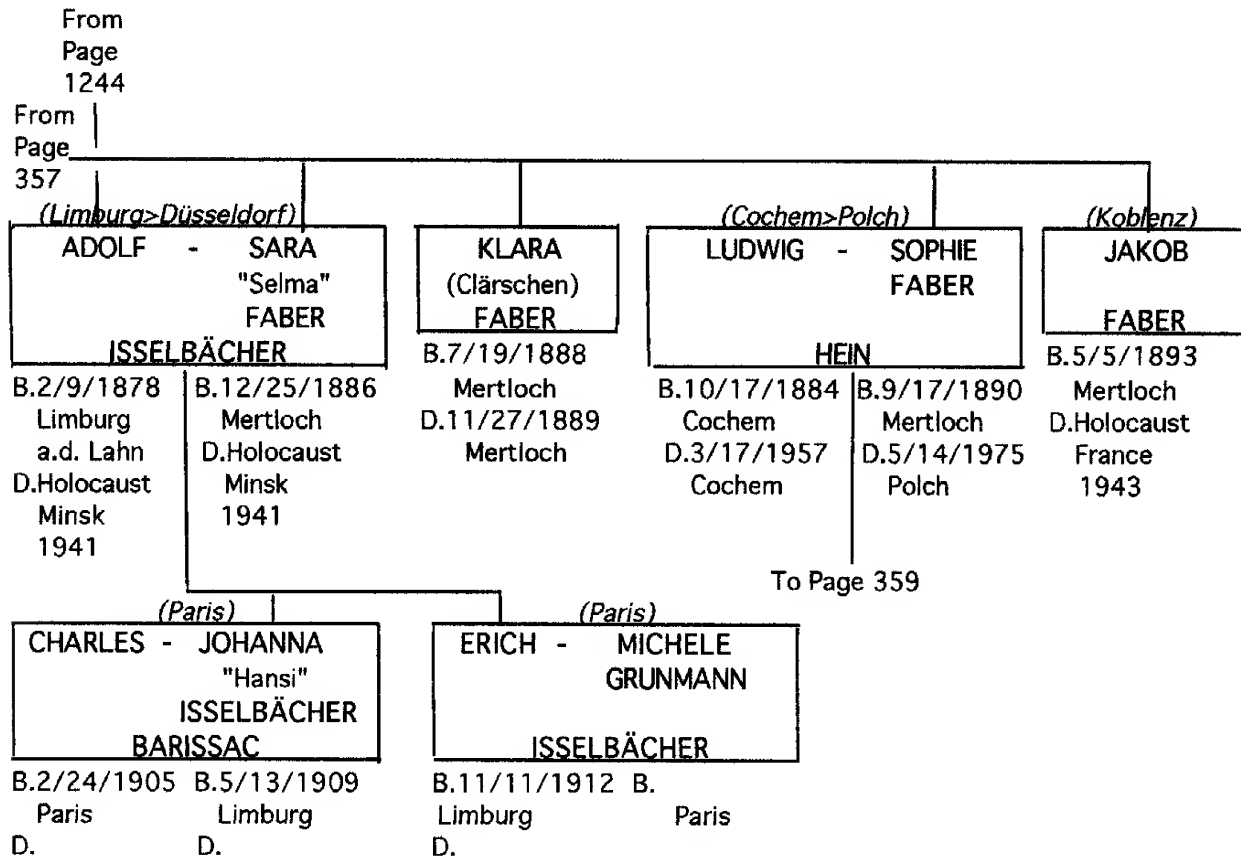 From
Page
1244
From
Page
357
(Limburg>Düsseldorf)
ADOLF - SARA
"Selma"
FABER
ISSELBÄCHER
B.2/9/1878
Limburg
a.d. Lahn
D.Holocaust
Minsk
1941
B.12/25/1886
Mertloch
D.Holocaust
Minsk
1941
KLARA
(Clärschen)
FABER
B.7/19/1888
Mertloch
D.11/27/1889
Mertloch
(Cochem>Polch)
LUDWIG - SOPHIE
FABER
HEIN
B.10/17/1884
Cochem
D.3/17/1957
Cochem
B.9/17/1890
Mertloch
D.5/14/1975
Polch
To Page 359
(Koblenz)
JAKOB
FABER
B.5/5/1893
Mertloch
D.Holocaust
France
1943
(Paris)
CHARLES - JOHANNA
"Hansi"
ISSELBÄCHER
BARISSAC
B.2/24/1905
Paris
D.
B.5/13/1909
Limburg
D.
(Paris)
ERICH - MICHELE
GRUNMANN
ISSELBÄCHER
B.11/11/1912
Limburg
D.
B.
Paris